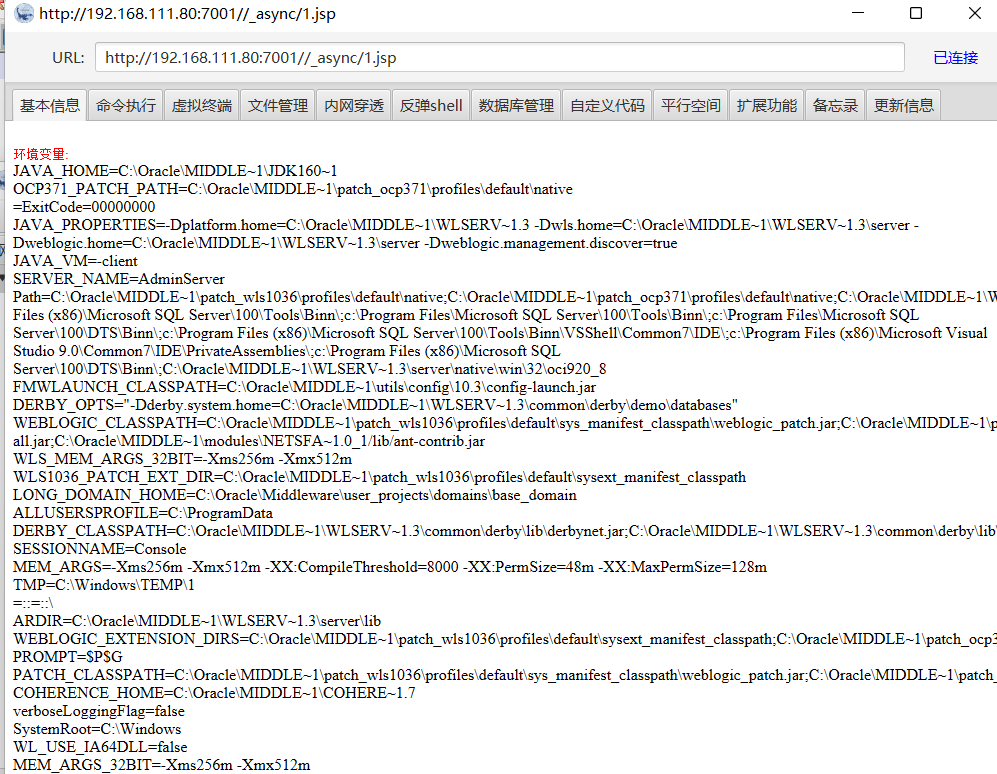 http://192.168.111.80:7001//_async/1.jsp
URL: http://192.168.111.80:7001//_async/1.jsp 已连接
基本信息 命令执行 虚拟终端 文件管理 内网穿透 反弹shell 数据库管理 自定义代码 平行空间 扩展功能 备忘录 更新信息
环境变量:
JAVA_HOME=C:\Oracle\MIDDLE~1\JDK160~1
OCP371_PATCH_PATH=C:\Oracle\MIDDLE~1\patch_ocp371\profiles\default\native
=ExitCode=00000000
JAVA_PROPERTIES=-Dplatform.home=C:\Oracle\MIDDLE~1\WLSERV~1.3 -Dwls.home=C:\Oracle\MIDDLE~1\WLSERV~1.3\server -
Dweblogic.home=C:\Oracle\MIDDLE~1\WLSERV~1.3\server -Dweblogic.management.discover=true
JAVA_VM=-client
SERVER_NAME=AdminServer
Path=C:\Oracle\MIDDLE~1\patch_wls1036\profiles\default\native;C:\Oracle\MIDDLE~1\patch_ocp371\profiles\default\native;C:\Oracle\MIDDLE~1\W
Files (x86)\Microsoft SQL Server\100\Tools\Binn\;c:\Program Files\Microsoft SQL Server\100\Tools\Binn\;c:\Program Files\Microsoft SQL
Server\100\DTS\Binn\;c:\Program Files (x86)\Microsoft SQL Server\100\Tools\Binn\VSShell\Common7\IDE\;c:\Program Files (x86)\Microsoft Visual
Studio 9.0\Common7\IDE\PrivateAssemblies\;c:\Program Files (x86)\Microsoft SQL
Server\100\DTS\Binn\;C:\Oracle\MIDDLE~1\WLSERV~1.3\server\native\win\32\oci920_8
FMWLAUNCH_CLASSPATH=C:\Oracle\MIDDLE~1\utils\config\10.3\config-launch.jar
DERBY_OPTS="-Dderby.system.home=C:\Oracle\MIDDLE~1\WLSERV~1.3\common\derby\demo\databases"
WEBLOGIC_CLASSPATH=C:\Oracle\MIDDLE~1\patch_wls1036\profiles\default\sys_manifest_classpath\weblogic_patch.jar;C:\Oracle\MIDDLE~1\p
all.jar;C:\Oracle\MIDDLE~1\modules\NETSFA~1.0_1/lib/ant-contrib.jar
WLS_MEM_ARGS_32BIT=-Xms256m -Xmx512m
WLS1036_PATCH_EXT_DIR=C:\Oracle\MIDDLE~1\patch_wls1036\profiles\default\sysext_manifest_classpath
LONG_DOMAIN_HOME=C:\Oracle\Middleware\user_projects\domains\base_domain
ALLUSERSPROFILE=C:\ProgramData
DERBY_CLASSPATH=C:\Oracle\MIDDLE~1\WLSERV~1.3\common\derby\lib\derbynet.jar;C:\Oracle\MIDDLE~1\WLSERV~1.3\common\derby\lib\
SESSIONNAME=Console
MEM_ARGS=-Xms256m -Xmx512m -XX:CompileThreshold=8000 -XX:PermSize=48m -XX:MaxPermSize=128m
TMP=C:\Windows\TEMP\1
=::=::\
ARDIR=C:\Oracle\MIDDLE~1\WLSERV~1.3\server\lib
WEBLOGIC_EXTENSION_DIRS=C:\Oracle\MIDDLE~1\patch_wls1036\profiles\default\sysext_manifest_classpath;C:\Oracle\MIDDLE~1\patch_ocp3
PROMPT=$P$G
PATCH_CLASSPATH=C:\Oracle\MIDDLE~1\patch_wls1036\profiles\default\sys_manifest_classpath\weblogic_patch.jar;C:\Oracle\MIDDLE~1\patch_
COHERENCE_HOME=C:\Oracle\MIDDLE~1\COHERE~1.7
verboseLoggingFlag=false
SystemRoot=C:\Windows
WL_USE_IA64DLL=false
MEM_ARGS_32BIT=-Xms256m -Xmx512m